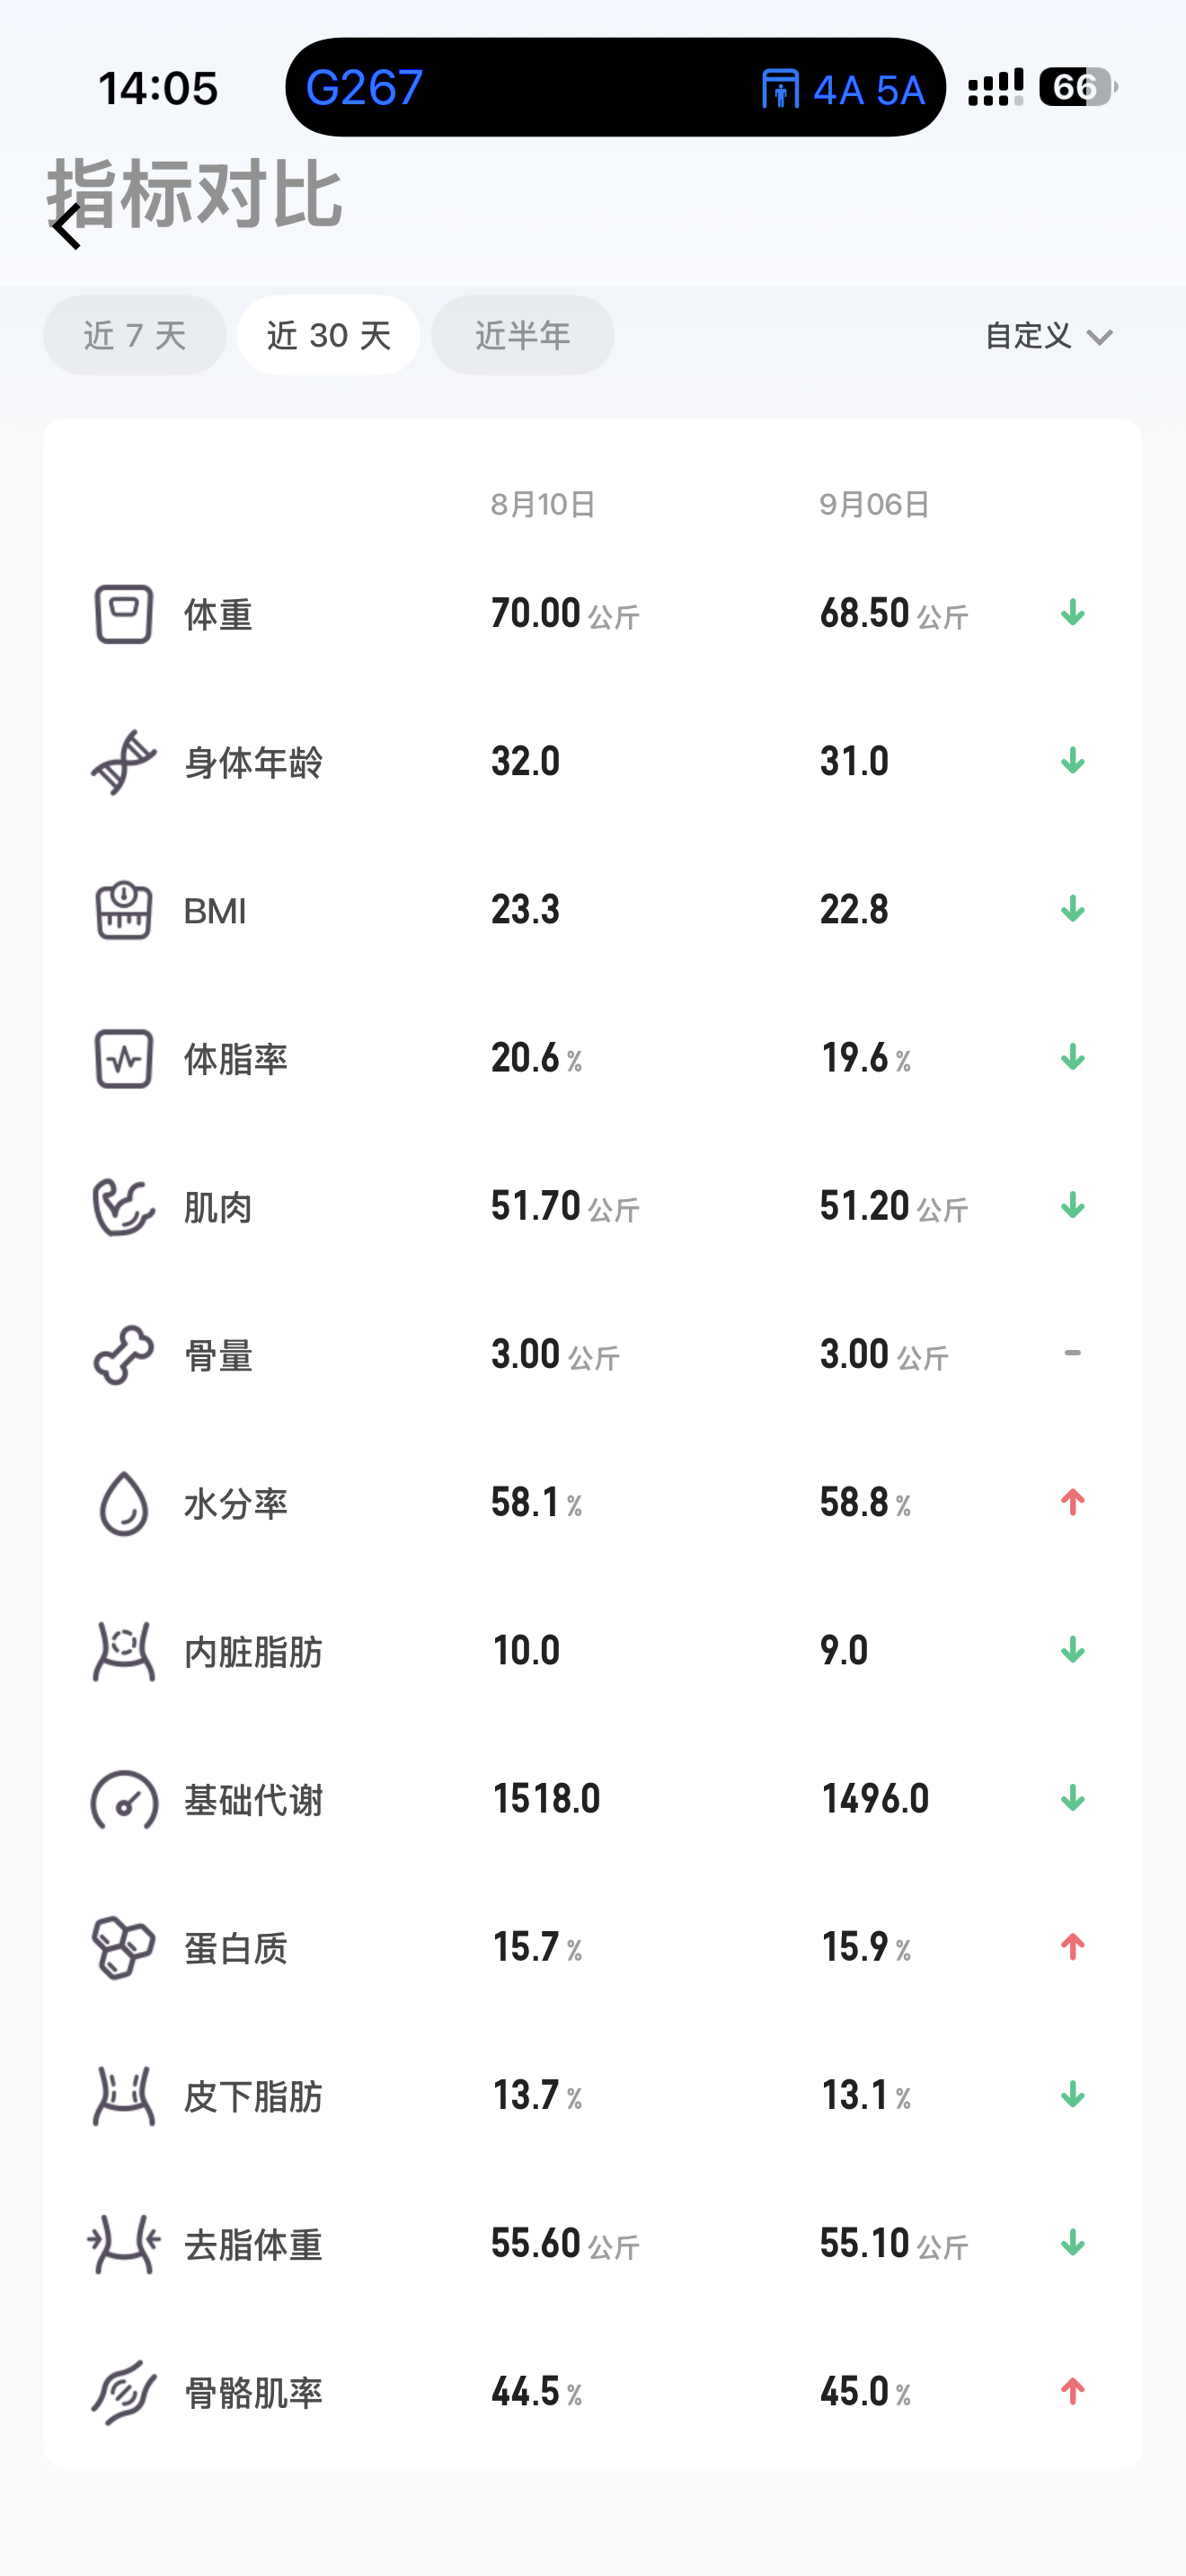 14:05 G267 4A 5A 66
指标对比
近 7 天 近 30 天 近半年 自定义
8月10日 9月06日
体重 70.00 公斤 68.50 公斤
身体年龄 32.0 31.0
BMI 23.3 22.8
体脂率 20.6 % 19.6 %
肌肉 51.70 公斤 51.20 公斤
骨量 3.00 公斤 3.00 公斤 -
水分率 58.1 % 58.8 %
内脏脂肪 10.0 9.0
基础代谢 1518.0 1496.0
蛋白质 15.7 % 15.9 %
皮下脂肪 13.7 % 13.1 %
去脂体重 55.60 公斤 55.10 公斤
骨骼肌率 44.5 % 45.0 %